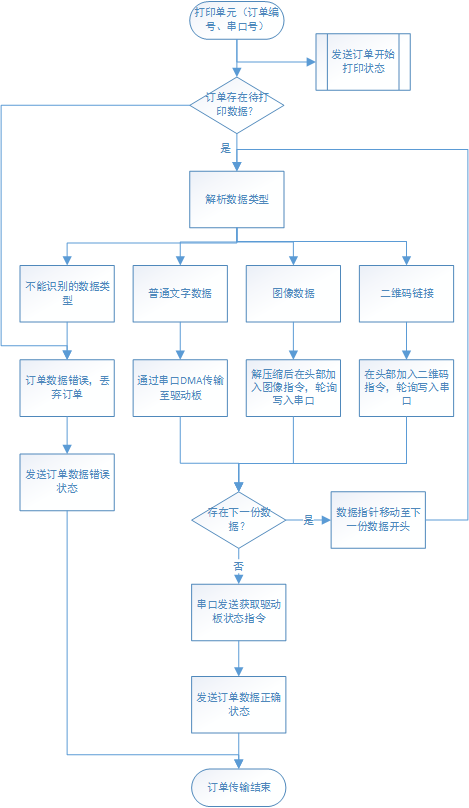 打印单元（订单编
号、串口号）
发送订单开始
打印状态
订单存在待打
印数据？
是
解析数据类型
不能识别的数据类
型
普通文字数据
图像数据
二维码链接
订单数据错误，丢
弃订单
通过串口DMA传输
至驱动板
解压缩后在头部加
入图像指令，轮询
写入串口
在头部加入二维码
指令，轮询写入串
口
发送订单数据错误
状态
存在下一份数
据？
是
数据指针移动至下
一份数据开头
否
串口发送获取驱动
板状态指令
发送订单数据正确
状态
订单传输结束